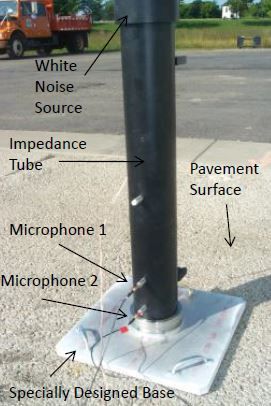 White
Noise
Source
Impedance
Tube
Pavement
Surface
Microphone 1
Microphone 2
Specially Designed Base